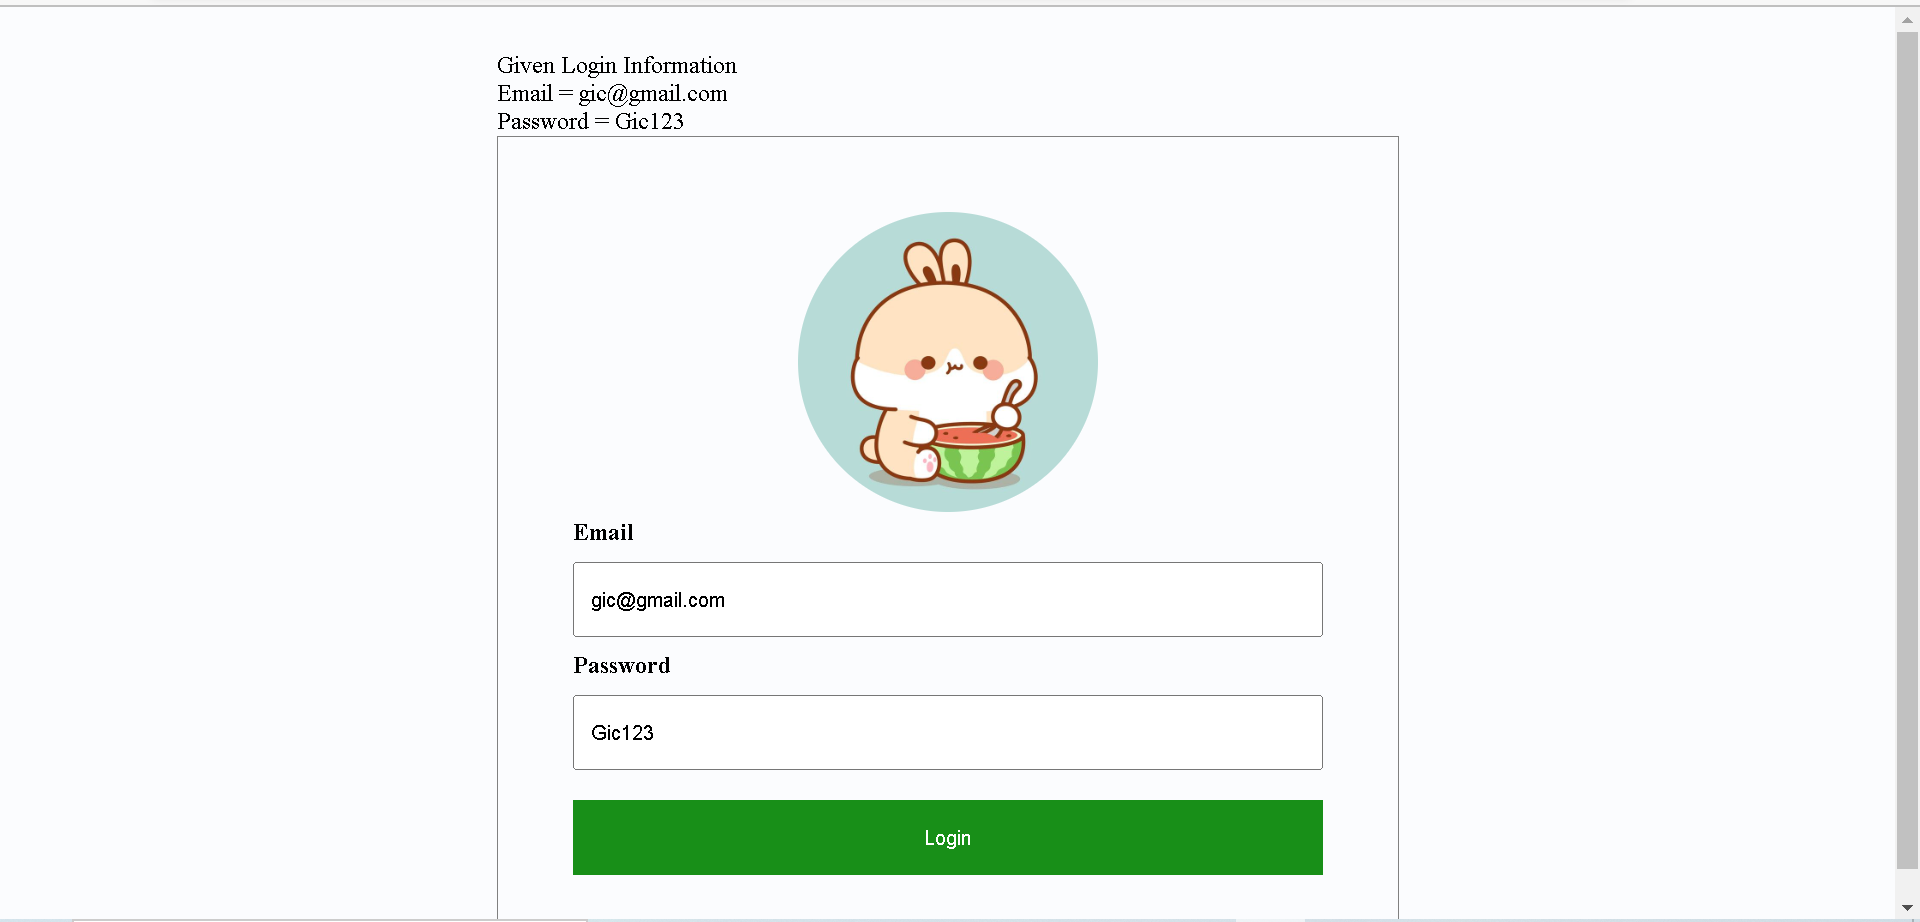 Given Login Information
Email = gic@gmail.com
Password = Gic123
Email
gic@gmail.com
Password
Gic123
Login